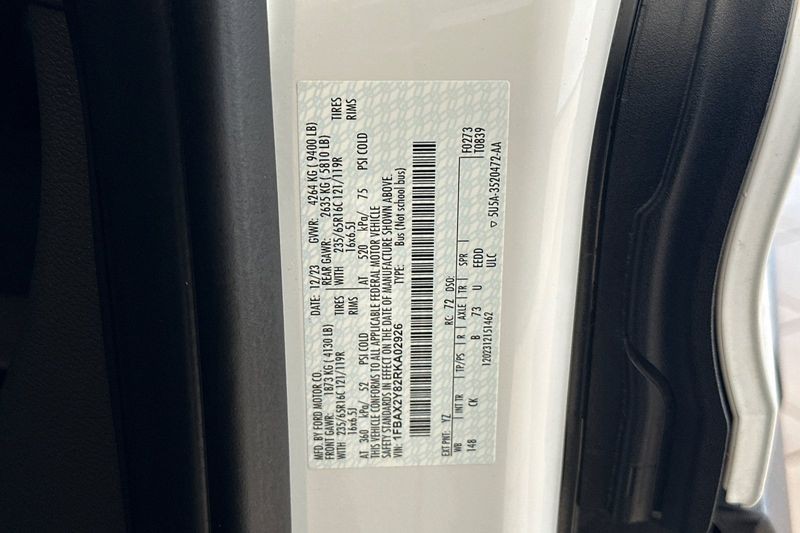 MFD. BY FORD MOTOR CO.
DATE: 12/23 GVWR: 4264 KG ( 9400 LB)
FRONT GAWR: 1873 KG ( 4130 LB) REAR GAWR: 2635 KG ( 5810 LB)
WITH 235/65R16C 121/119R TIRES WITH 235/65R16C 121/119R TIRES
16x6.5J RIMS 16x6.5J RIMS
AT 360 kPa/ 52 PSI COLD AT 520 kPa/ 75 PSI COLD
THIS VEHICLE CONFORMS TO ALL APPLICABLE FEDERAL MOTOR VEHICLE
SAFETY STANDARDS IN EFFECT ON THE DATE OF MANUFACTURE SHOWN ABOVE.
VIN: 1FBAX2Y82RKA02926 TYPE: Bus (Not school bus)
F0273
T0839
EXT PNT: YZ RC: 72 DSO:
WB INT TR TP/PS R AXLE TR SPR
148 CK B 73 U EEDD
ULC
1202312151462
▽ 5U5A-3520472-AA